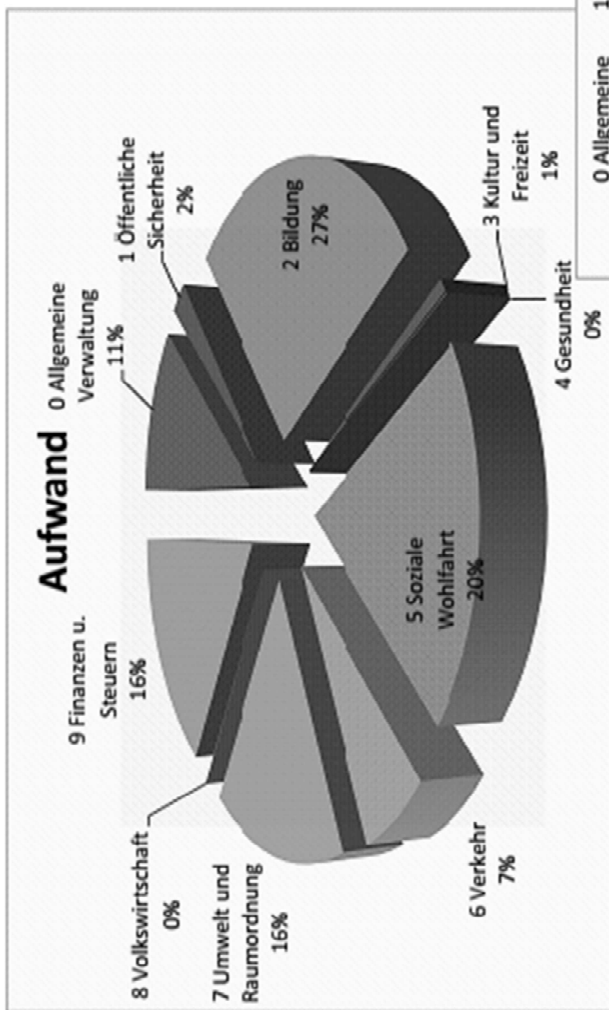 Aufwand
0 Allgemeine
Verwaltung
11%
1 Öffentliche
Sicherheit
2%
2 Bildung
27%
3 Kultur und
Freizeit
1%
4 Gesundheit
0%
5 Soziale
Wohlfahrt
20%
6 Verkehr
7%
7 Umwelt und
Raumordnung
16%
8 Volkswirtschaft
0%
9 Finanzen u.
Steuern
16%
0 Allgemeine
1